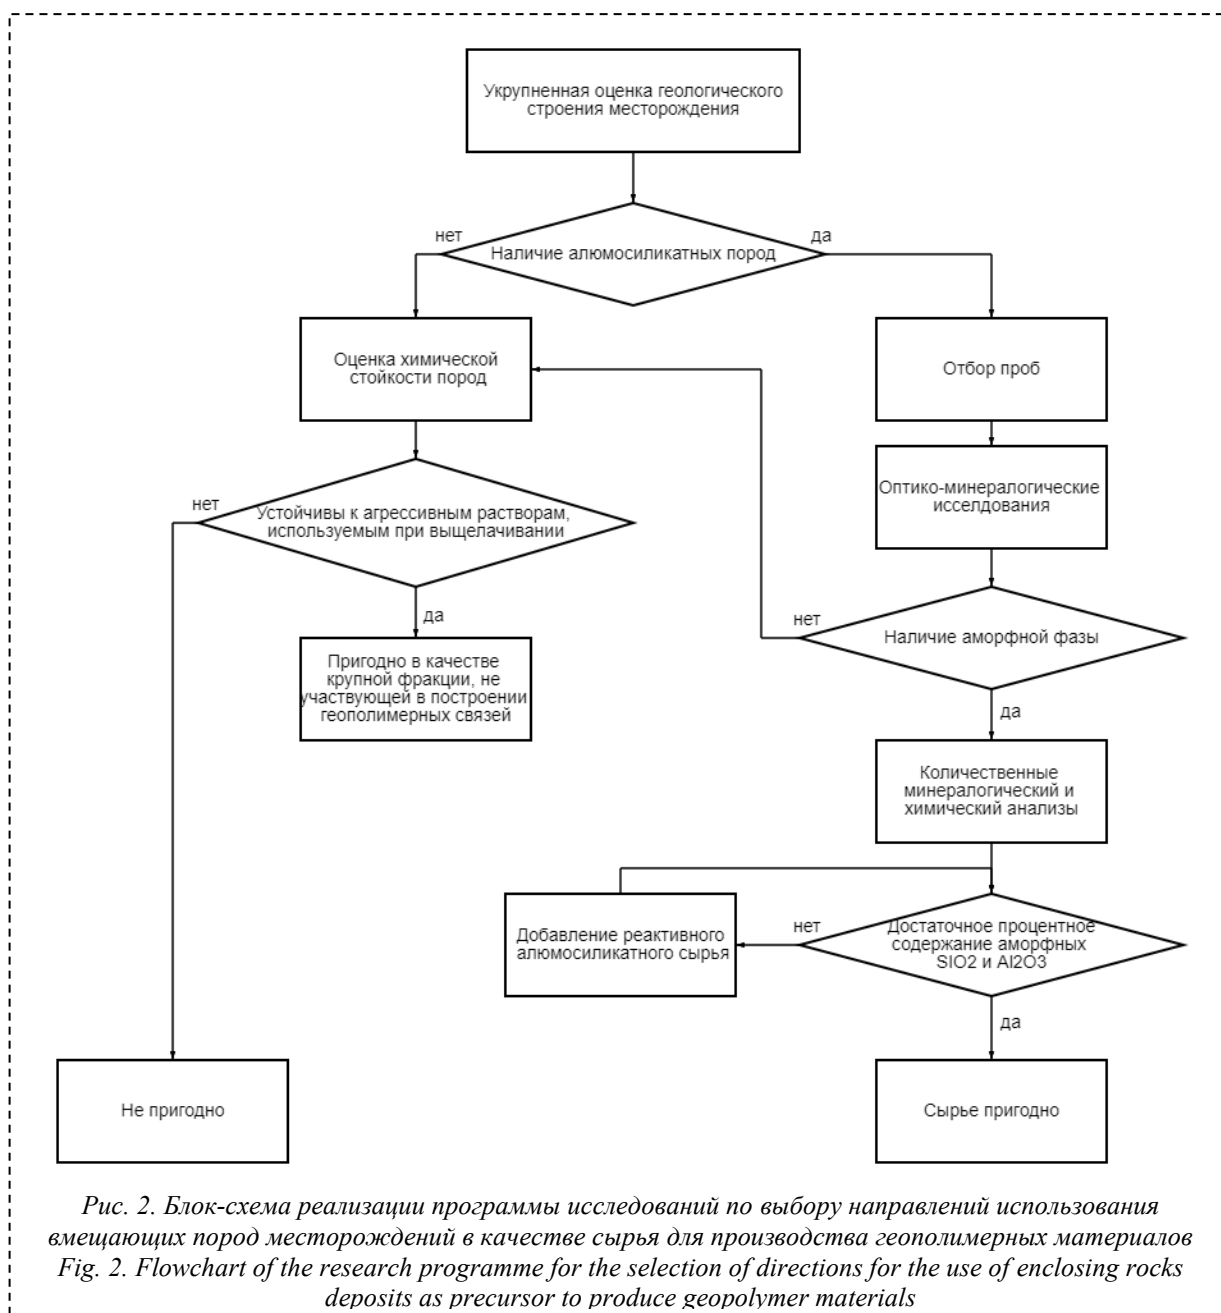 Укрупненная оценка геологического
строения месторождения
нет
да
Наличие алюмосиликатных пород
Оценка химической
стойкости пород
Отбор проб
Оптико-минералогические
исселдования
нет
Устойчивы к агрессивным растворам,
используемым при выщелачивании
да
нет
Наличие аморфной фазы
Пригодно в качестве
крупной фракции, не
участвующей в построении
геополимерных связей
да
Количественные
минералогический и
химический анализы
Добавление реактивного
алюмосиликатного сырья
нет
Достаточное процентное
содержание аморфных
SIO2 и Al2O3
да
Не пригодно
Сырье пригодно
Рис. 2. Блок-схема реализации программы исследований по выбору направлений использования
вмещающих пород месторождений в качестве сырья для производства геополимерных материалов
Fig. 2. Flowchart of the research programme for the selection of directions for the use of enclosing rocks
deposits as precursor to produce geopolymer materials